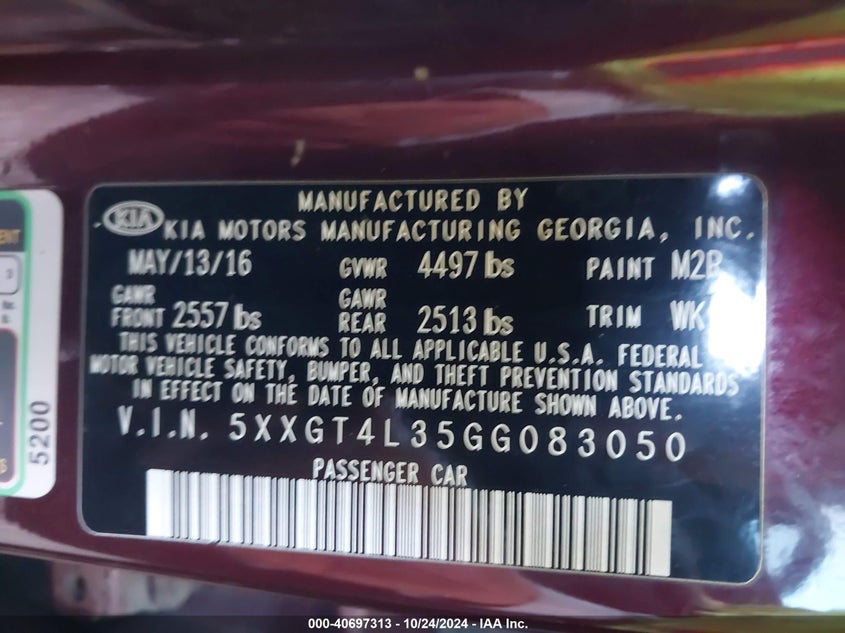 MANUFACTURED BY
KIA KIA MOTORS MANUFACTURING GEORGIA, INC.
MAY/13/16 GVWR 4497 lbs PAINT M2R
GAWR FRONT 2557 lbs GAWR REAR 2513 lbs TRIM WK
THIS VEHICLE CONFORMS TO ALL APPLICABLE U.S.A. FEDERAL
MOTOR VEHICLE SAFETY, BUMPER, AND THEFT PREVENTION STANDARDS
IN EFFECT ON THE DATE OF MANUFACTURE SHOWN ABOVE.
V.I.N. 5XXGT4L35GG083050
PASSENGER CAR
5200
000-40697313 - 10/24/2024 - IAA Inc.